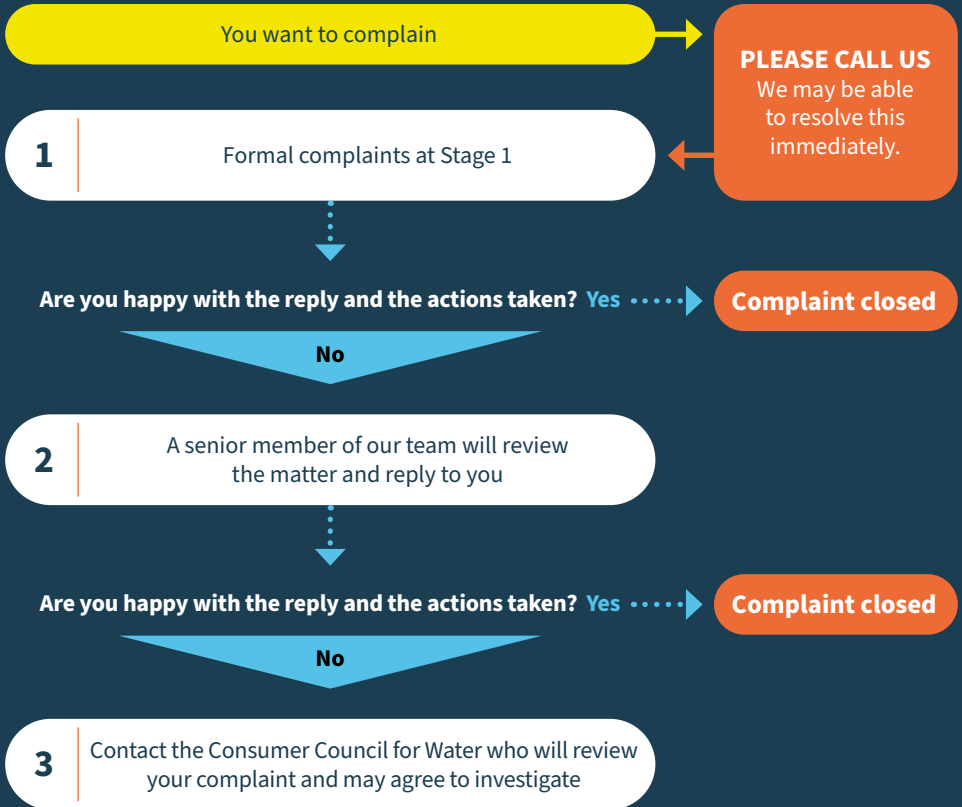 You want to complain
PLEASE CALL US
We may be able
to resolve this
immediately.
1
Formal complaints at Stage 1
Are you happy with the reply and the actions taken? Yes
Complaint closed
No
2
A senior member of our team will review
the matter and reply to you
Are you happy with the reply and the actions taken? Yes
Complaint closed
No
3
Contact the Consumer Council for Water who will review
your complaint and may agree to investigate